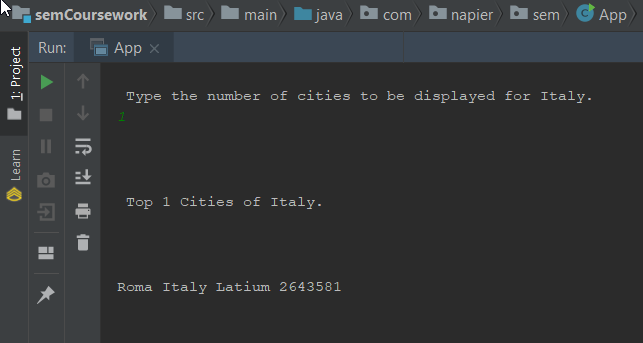 semCoursework src main java com napier sem App
Run: App
1: Project
Learn
Type the number of cities to be displayed for Italy.
1
Top 1 Cities of Italy.
Roma Italy Latium 2643581